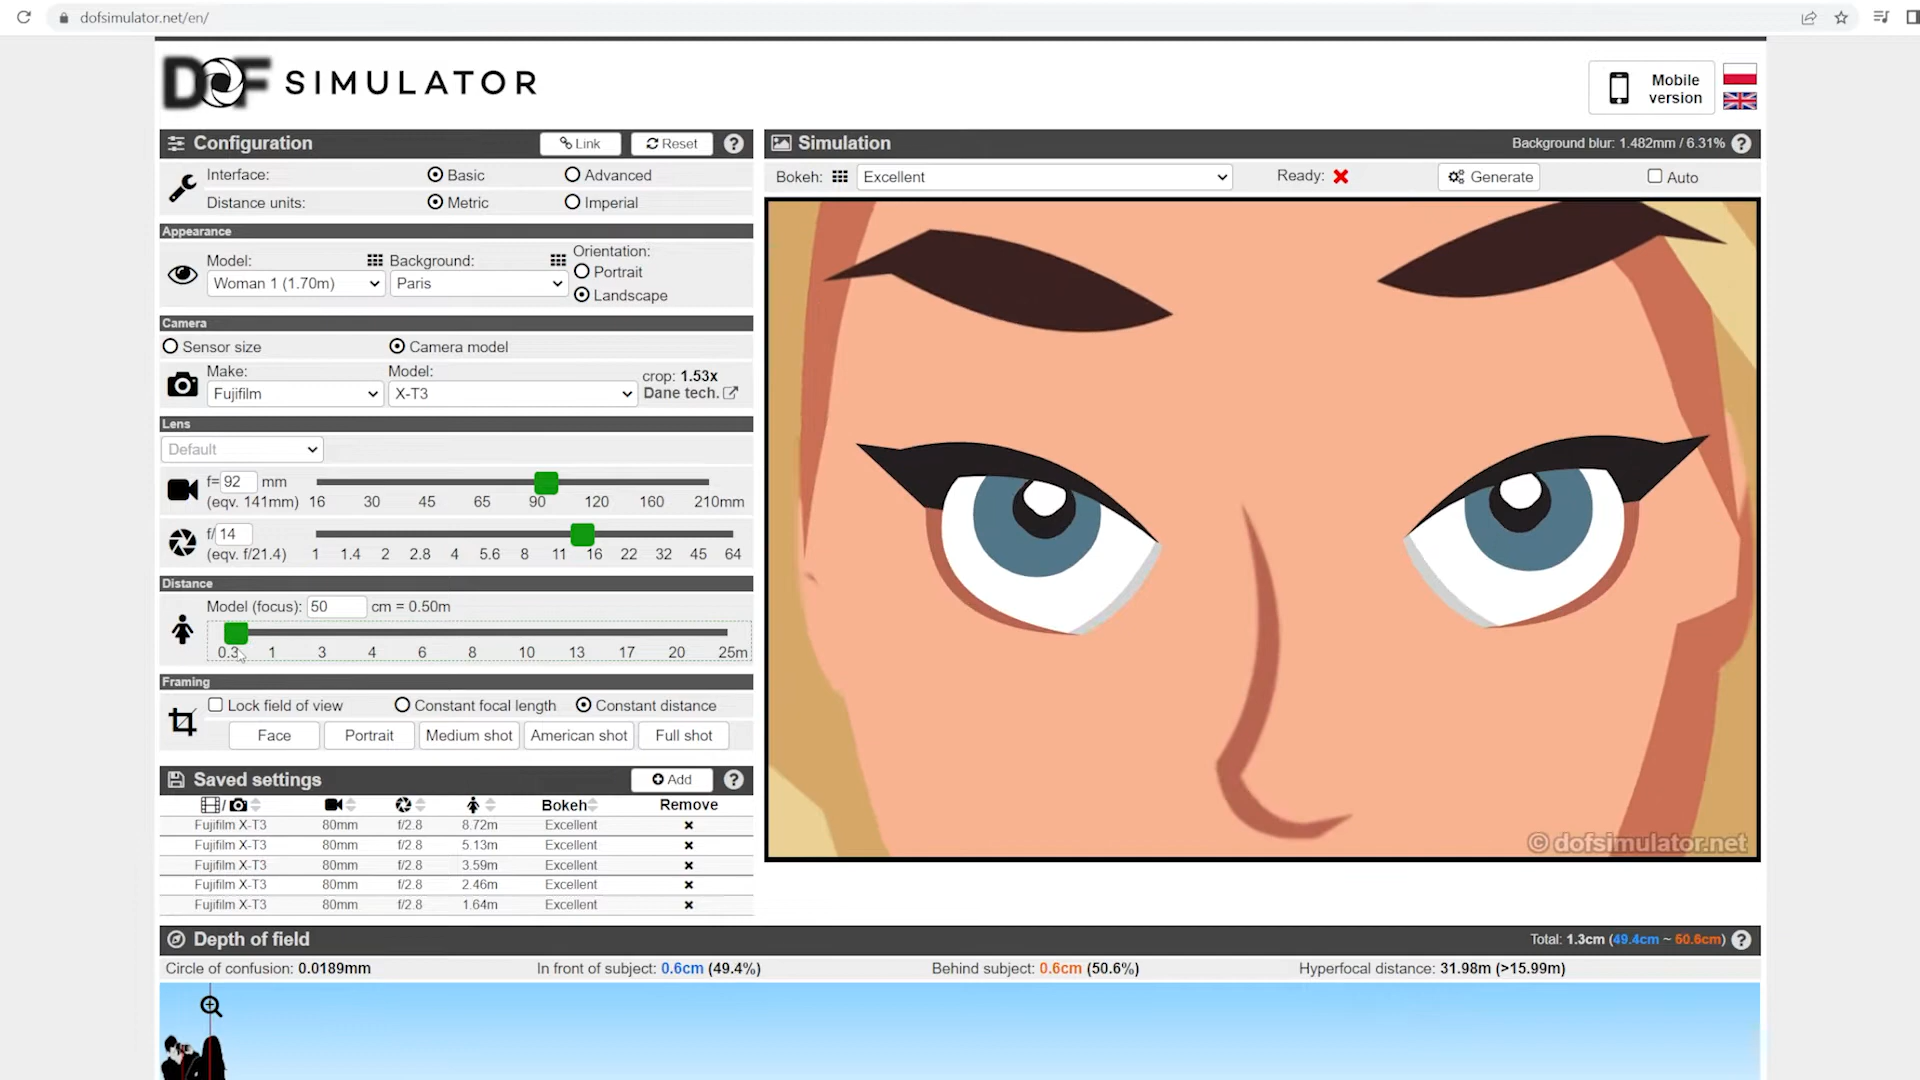 dofsimulator.net/en/
DOF SIMULATOR
Mobile version
Configuration
Link
Reset
?
Interface:
Basic
Advanced
Distance units:
Metric
Imperial
Appearance
Model:
Background:
Orientation:
Woman 1 (1.70m)
Paris
Portrait
Landscape
Camera
Sensor size
Camera model
Make:
Model:
crop: 1.53x
Fujifilm
X-T3
Dane tech.
Lens
Default
f= 92 mm
(eqv. 141mm) 16 30 45 65 90 120 160 210mm
f/ 14
(eqv. f/21.4) 1 1.4 2 2.8 4 5.6 8 11 16 22 32 45 64
Distance
Model (focus): 50 cm = 0.50m
0.3 1 3 4 6 8 10 13 17 20 25m
Framing
Lock field of view
Constant focal length
Constant distance
Face
Portrait
Medium shot
American shot
Full shot
Saved settings
Add
?
/ Bokeh Remove
Fujifilm X-T3 80mm f/2.8 8.72m Excellent
Fujifilm X-T3 80mm f/2.8 5.13m Excellent
Fujifilm X-T3 80mm f/2.8 3.59m Excellent
Fujifilm X-T3 80mm f/2.8 2.46m Excellent
Fujifilm X-T3 80mm f/2.8 1.64m Excellent
Simulation
Background blur: 1.482mm / 6.31%
?
Bokeh:
Excellent
Ready:
Generate
Auto
© dofsimulator.net
Depth of field
Total: 1.3cm (49.4cm ~ 50.6cm)
?
Circle of confusion: 0.0189mm
In front of subject: 0.6cm (49.4%)
Behind subject: 0.6cm (50.6%)
Hyperfocal distance: 31.98m (>15.99m)